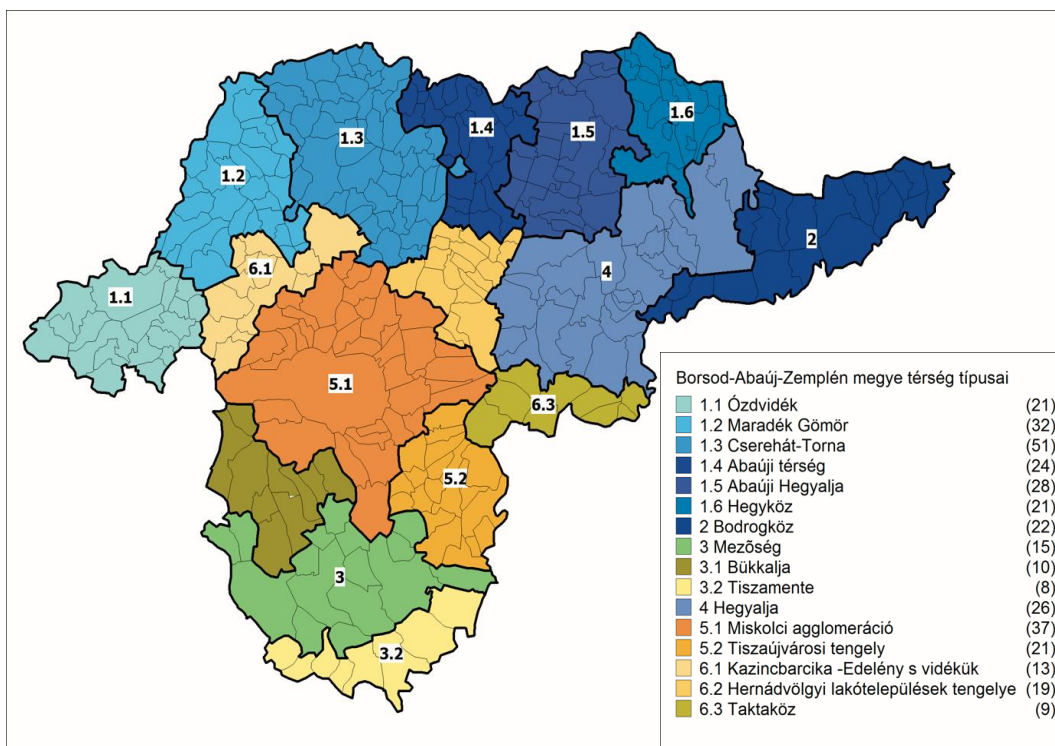 1.6
1.4
1.5
1.3
1.2
2
6.1
4
1.1
5.1
6.3
5.2
3
3.2
Borsod-Abaúj-Zemplén megye térség típusai
1.1 Ózdvidék (21)
1.2 Maradék Gömör (32)
1.3 Cserehát-Torna (51)
1.4 Abaúji térség (24)
1.5 Abaúji Hegyalja (28)
1.6 Hegyköz (21)
2 Bodrogköz (22)
3 Mezõség (15)
3.1 Bükkalja (10)
3.2 Tiszamente (8)
4 Hegyalja (26)
5.1 Miskolci agglomeráció (37)
5.2 Tiszaújvárosi tengely (21)
6.1 Kazincbarcika -Edelény s vidékük (13)
6.2 Hernádvölgyi lakótelepülések tengelye (19)
6.3 Taktaköz (9)